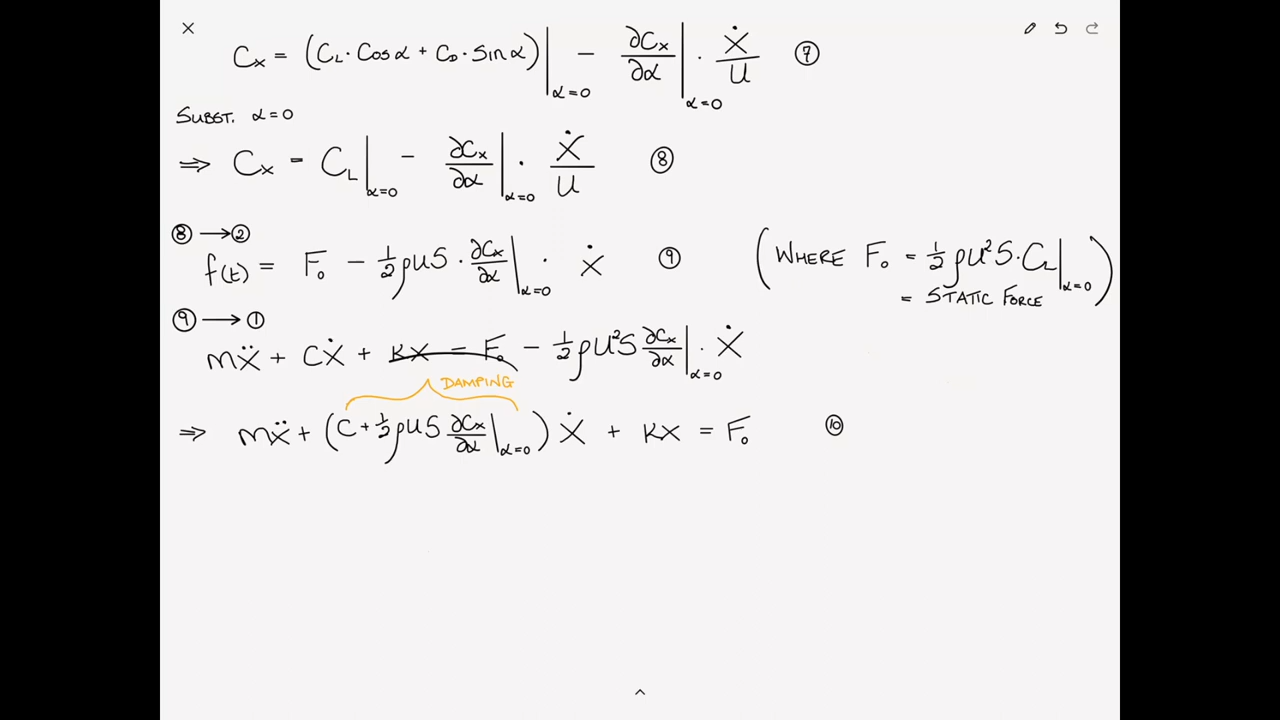 Cx = (CL · Cos α + CD · Sin α)|α=0 − ∂Cx/∂α|α=0 · Ẋ/U ⑦
SUBST. α=0
⇒ Cx = CL|α=0 − ∂Cx/∂α|α=0 · Ẋ/U ⑧
⑧ → ②
f(t) = F₀ − ½ρUS · ∂Cx/∂α|α=0 · Ẋ ⑨ (WHERE F₀ = ½ρU²S · CL|α=0
= STATIC FORCE)
⑨ → ①
mẌ + CẊ + KX = F₀ − ½ρU²S ∂Cx/∂α|α=0 · Ẋ
DAMPING
⇒ mẌ + (C + ½ρUS ∂Cx/∂α|α=0) Ẋ + KX = F₀ ⑩